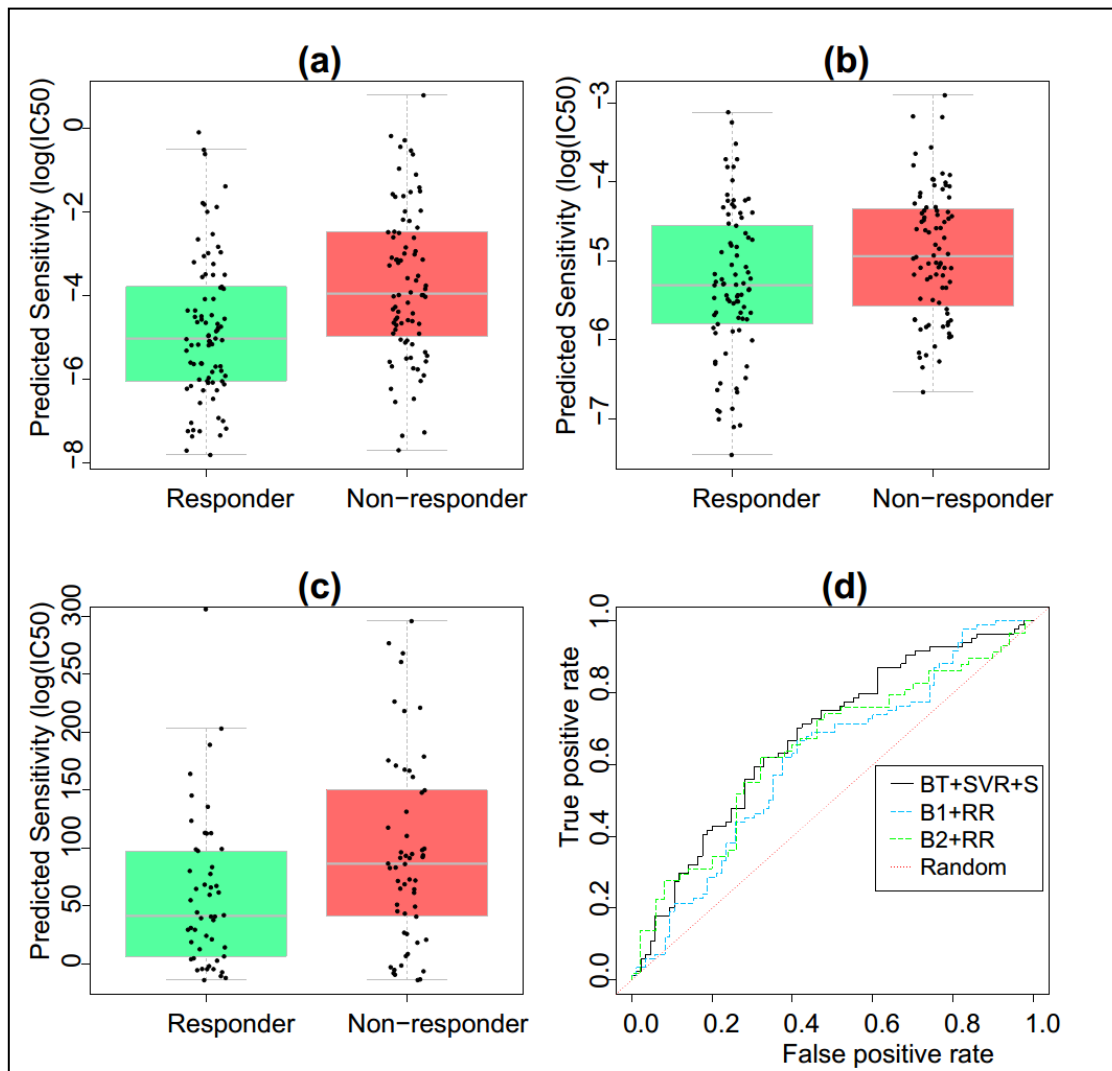 (a)
Predicted Sensitivity (log(IC50)
0
−2
−4
−6
−8
Responder
Non−responder
(b)
Predicted Sensitivity (log(IC50)
−3
−4
−5
−6
−7
Responder
Non−responder
(c)
Predicted Sensitivity (log(IC50)
300
250
200
150
100
50
0
Responder
Non−responder
(d)
True positive rate
1.0
0.8
0.6
0.4
0.2
0.0
BT+SVR+S
B1+RR
B2+RR
Random
0.0 0.2 0.4 0.6 0.8 1.0
False positive rate